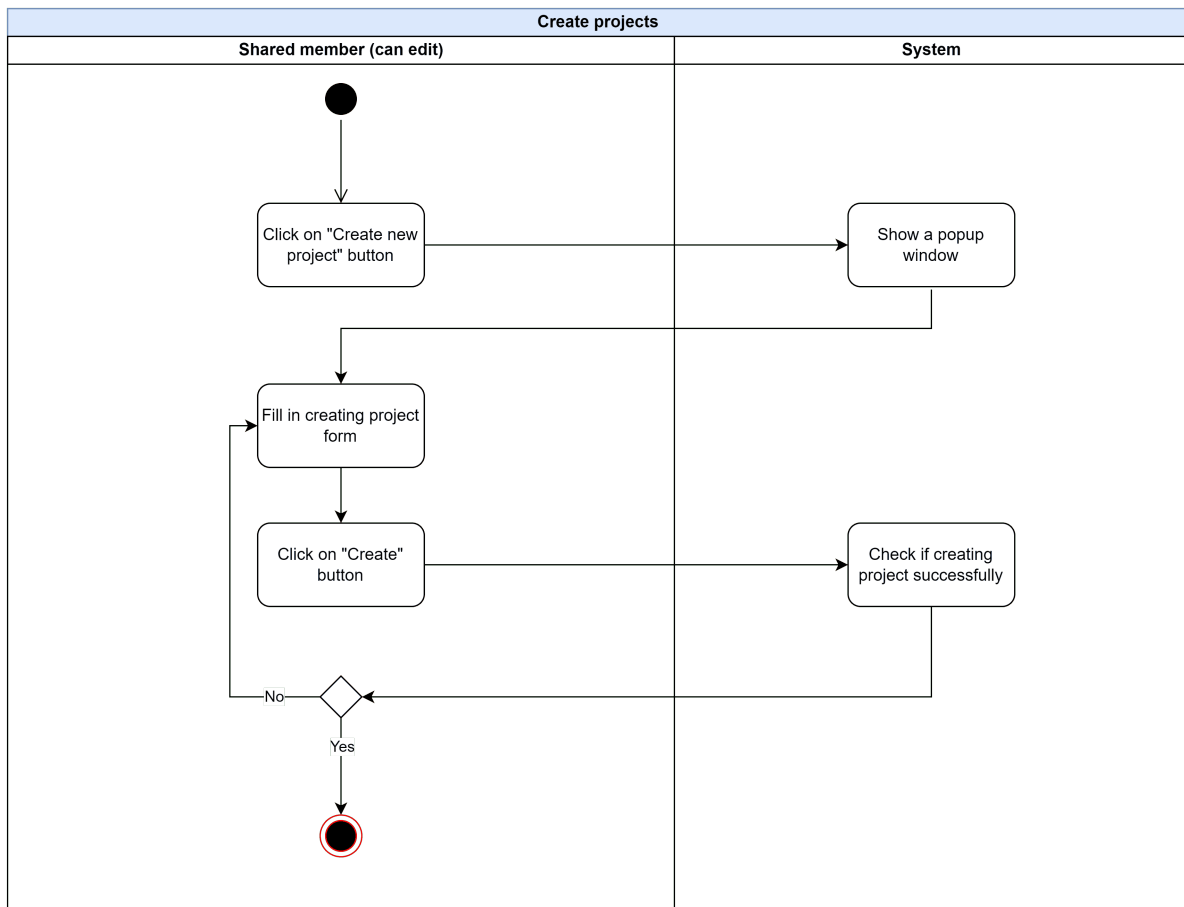 Create projects
Shared member (can edit)
System
Click on "Create new
project" button
Show a popup
window
Fill in creating project
form
Click on "Create"
button
Check if creating
project successfully
No
Yes